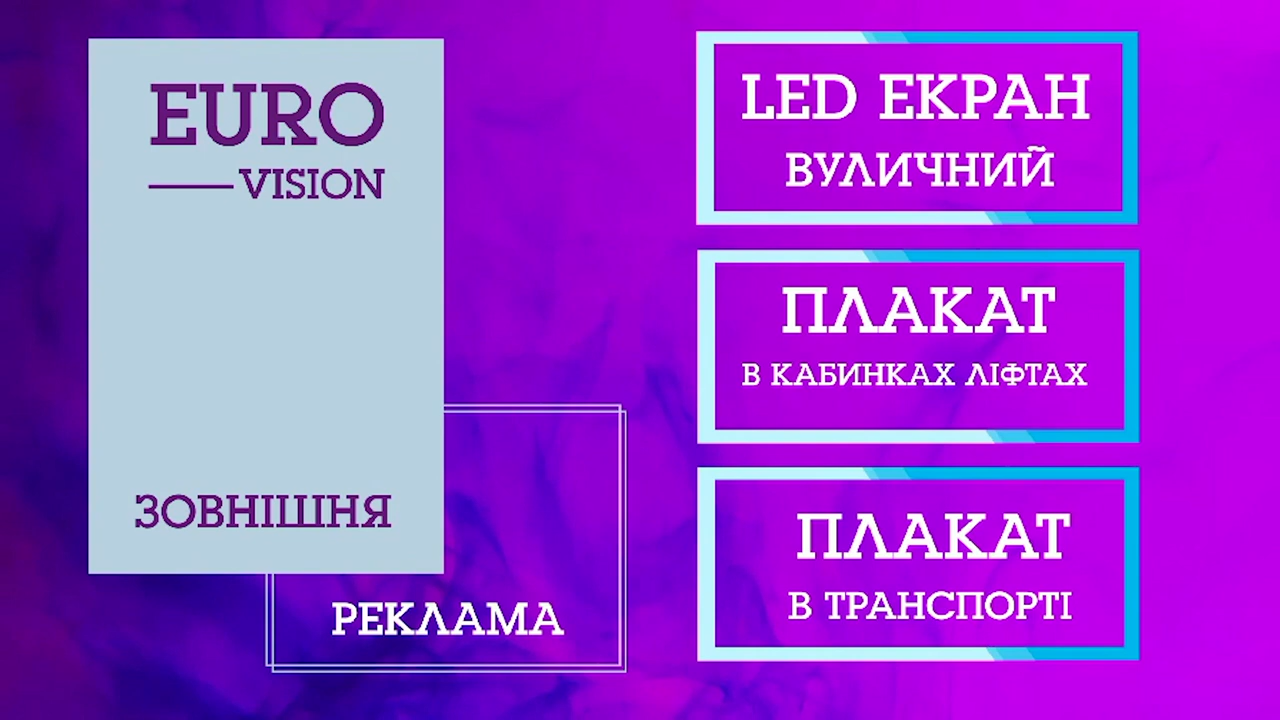 EURO
VISION
ЗОВНІШНЯ
РЕКЛАМА
LED ЕКРАН
ВУЛИЧНИЙ
ПЛАКАТ
В КАБИНКАХ ЛІФТАХ
ПЛАКАТ
В ТРАНСПОРТІ